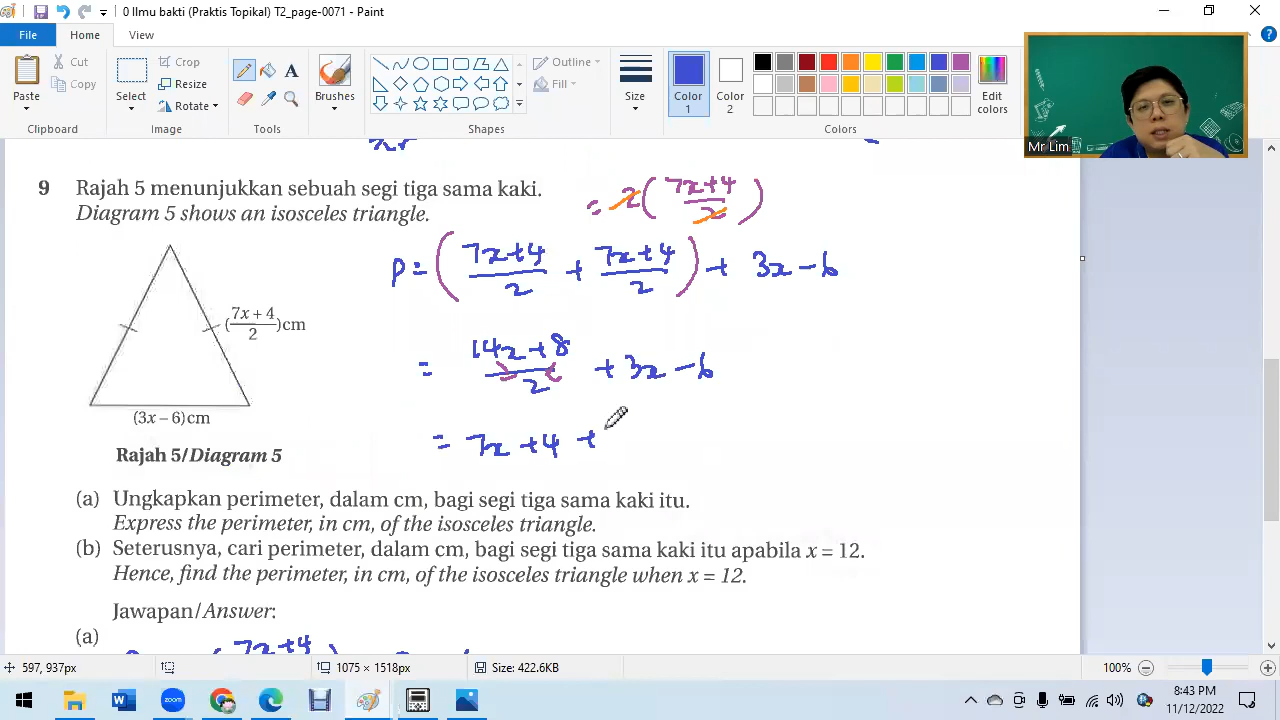 0 Ilmu bakti (Praktis Topikal) T2_page-0071 - Paint
File Home View
Paste Cut Copy Clipboard
Select Crop Resize Rotate Image
Tools
Brushes
Outline Fill Shapes
Size
Color 1 Color 2 Edit colors Colors
Mr Lim
9 Rajah 5 menunjukkan sebuah segi tiga sama kaki.
Diagram 5 shows an isosceles triangle.
= 2((7x+4)/2)
P = ((7x+4)/2 + (7x+4)/2) + 3x - 6
((7x + 4)/2)cm
= (14x+8)/2 + 3x - 6
(3x – 6)cm
= 7x + 4 +
Rajah 5/Diagram 5
(a) Ungkapkan perimeter, dalam cm, bagi segi tiga sama kaki itu.
Express the perimeter, in cm, of the isosceles triangle.
(b) Seterusnya, cari perimeter, dalam cm, bagi segi tiga sama kaki itu apabila x = 12.
Hence, find the perimeter, in cm, of the isosceles triangle when x = 12.
Jawapan/Answer:
(a)
7x+4
597, 937px 1075 × 1518px Size: 422.6KB 100%
zoom
8:43 PM
11/12/2022